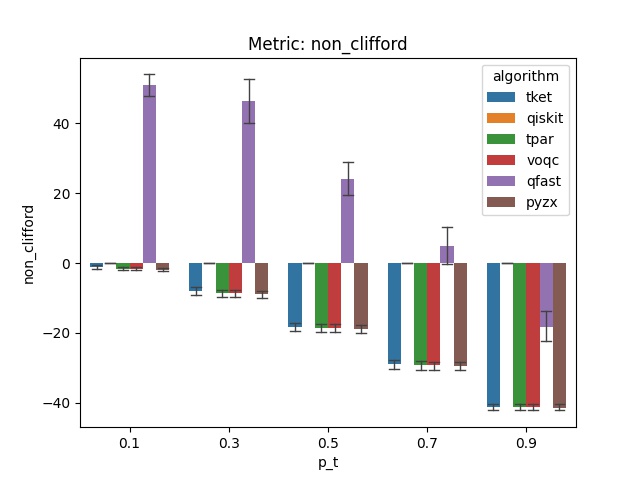 Metric: non_clifford
algorithm
tket
qiskit
tpar
voqc
qfast
pyzx
non_clifford
40
20
0
−20
−40
0.1 0.3 0.5 0.7 0.9
p_t